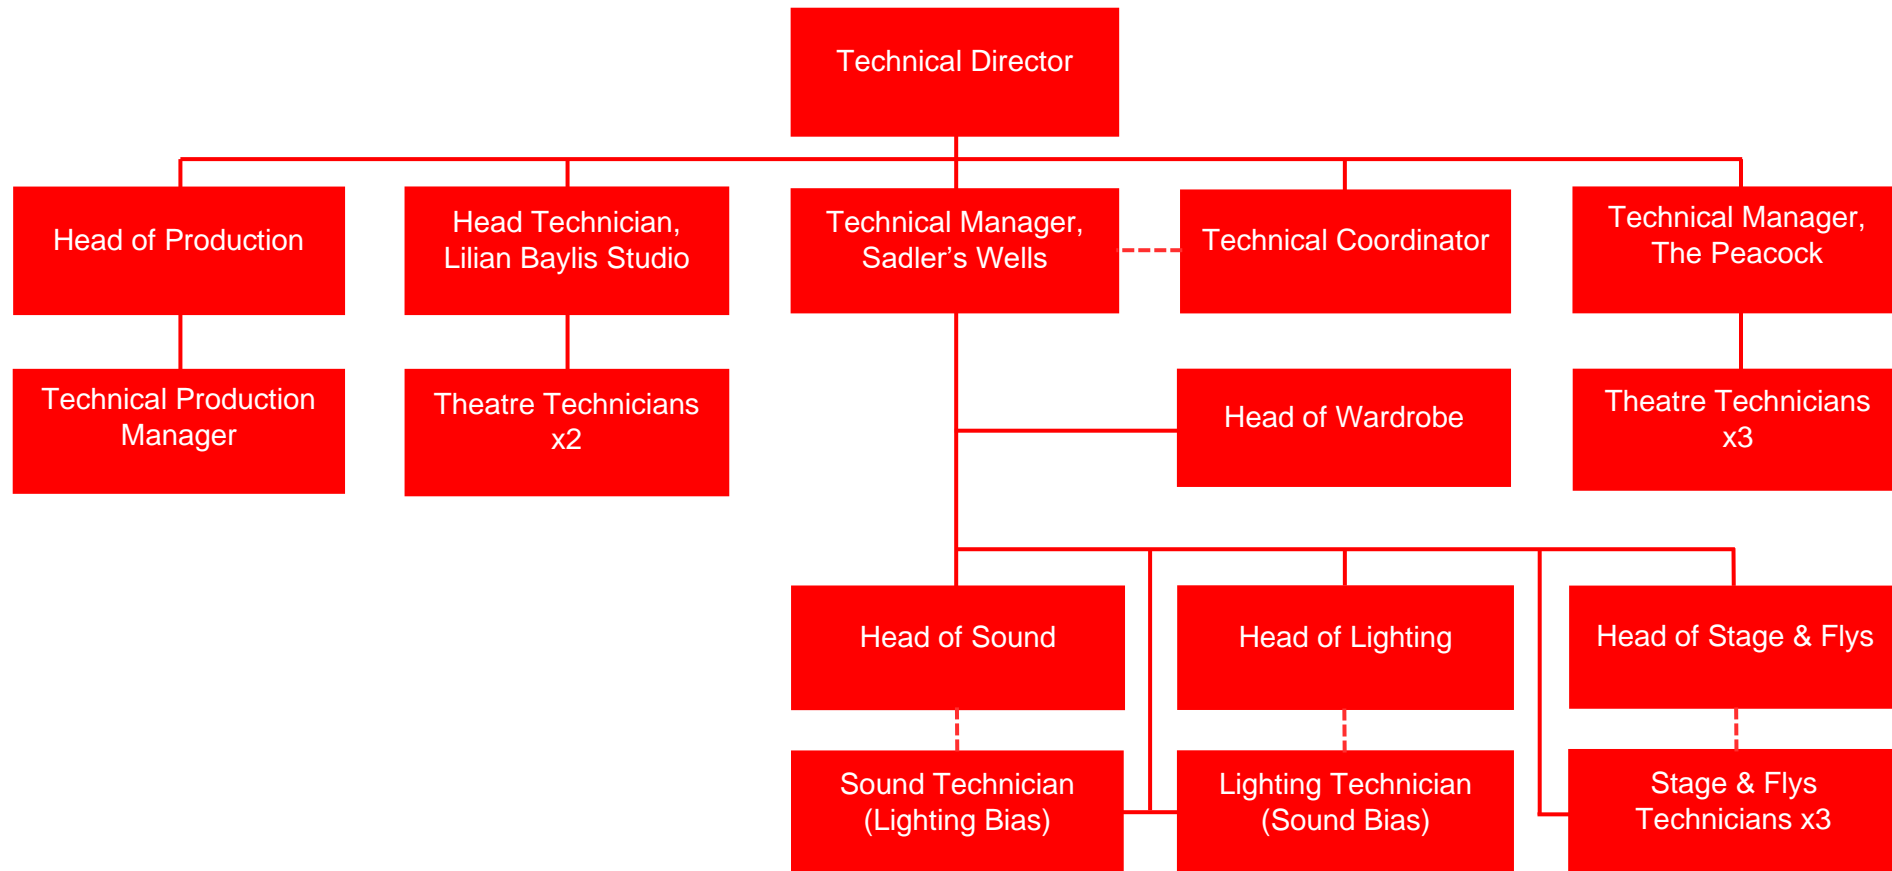 Technical Director
Head of Production
Head Technician,
Lilian Baylis Studio
Technical Manager,
Sadler’s Wells
Technical Coordinator
Technical Manager,
The Peacock
Technical Production
Manager
Theatre Technicians
x2
Head of Wardrobe
Theatre Technicians
x3
Head of Sound
Head of Lighting
Head of Stage & Flys
Sound Technician
(Lighting Bias)
Lighting Technician
(Sound Bias)
Stage & Flys
Technicians x3